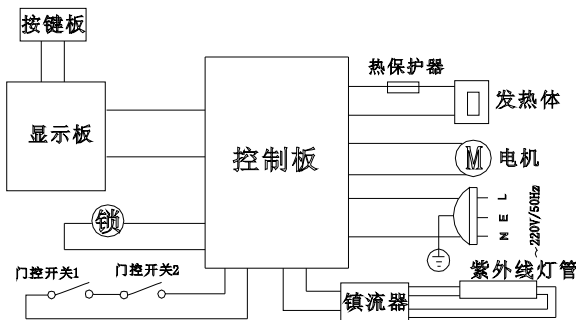 按键板
热保护器
发热体
显示板
控制板
M
电机
L
E
N
~220V/50Hz
锁
门控开关1
门控开关2
紫外线灯管
镇流器